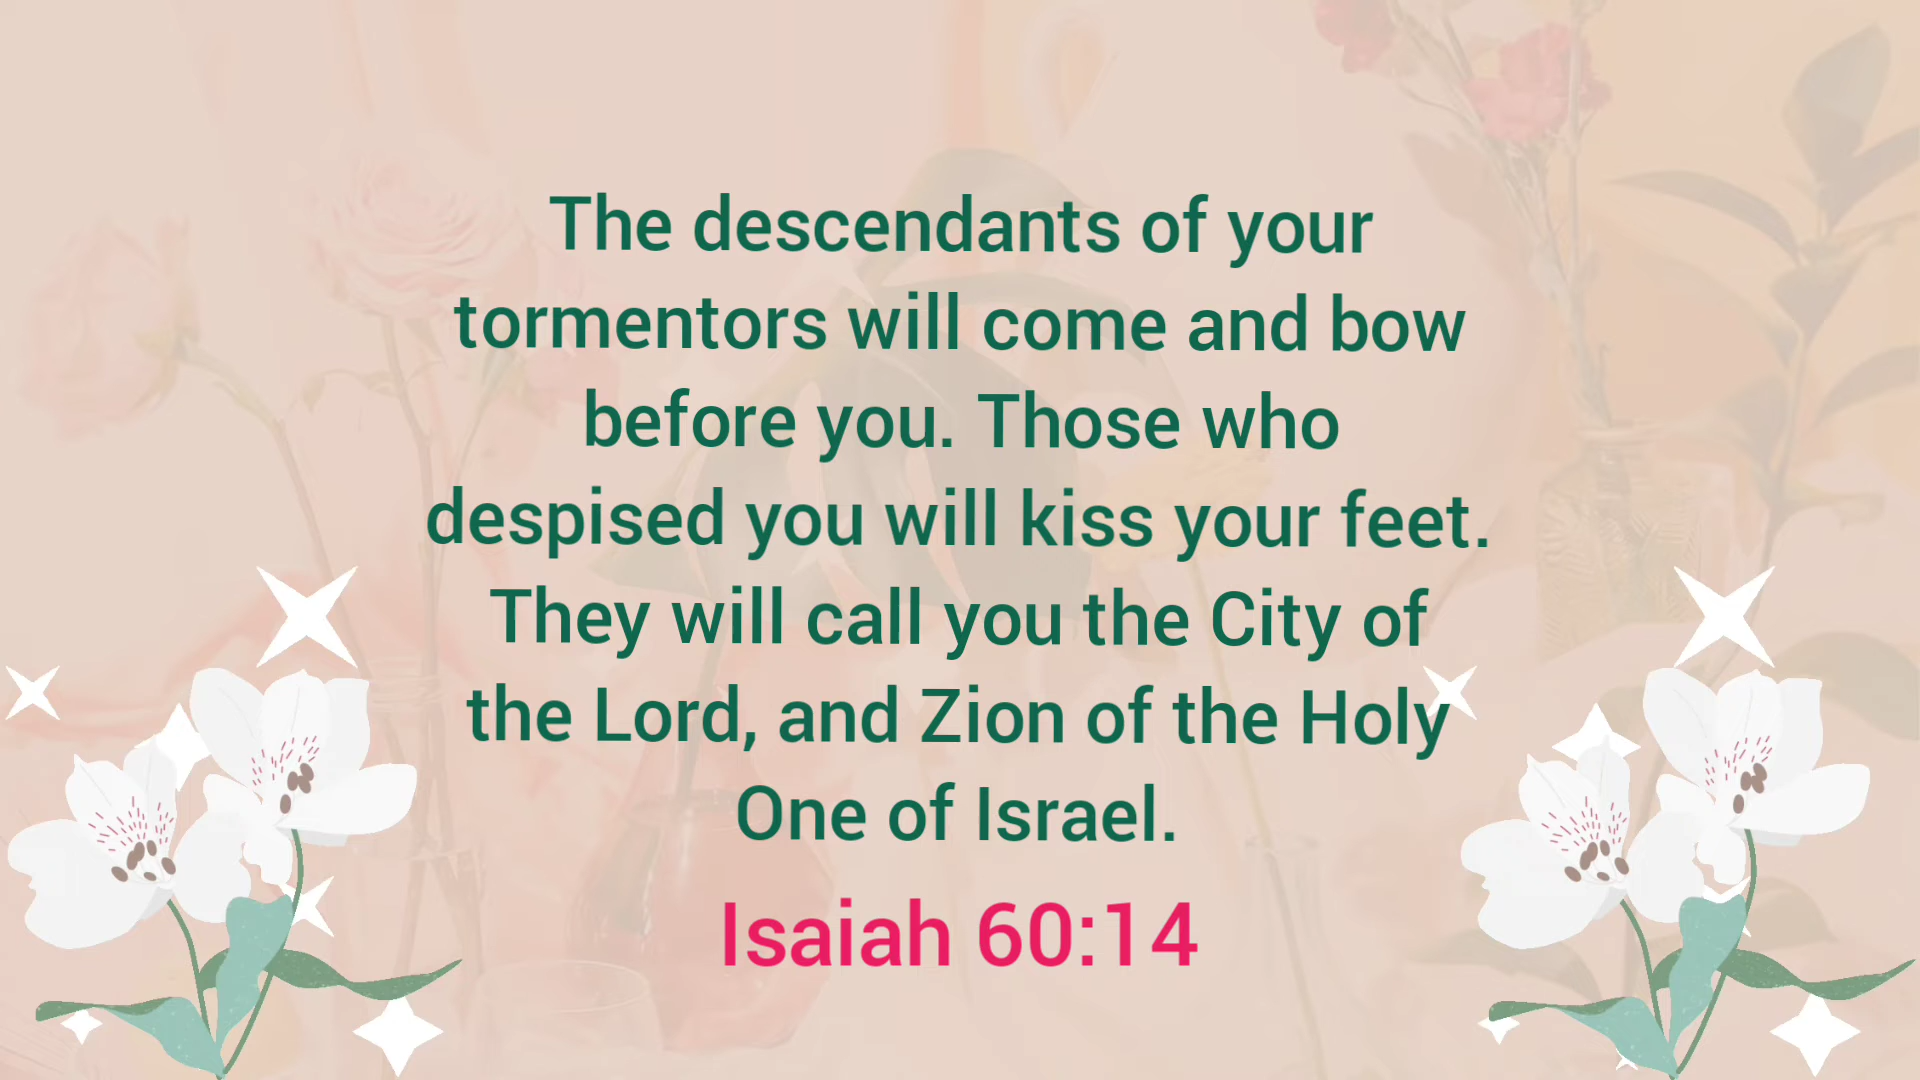 The descendants of your
tormentors will come and bow
before you. Those who
despised you will kiss your feet.
They will call you the City of
the Lord, and Zion of the Holy
One of Israel.
Isaiah 60:14